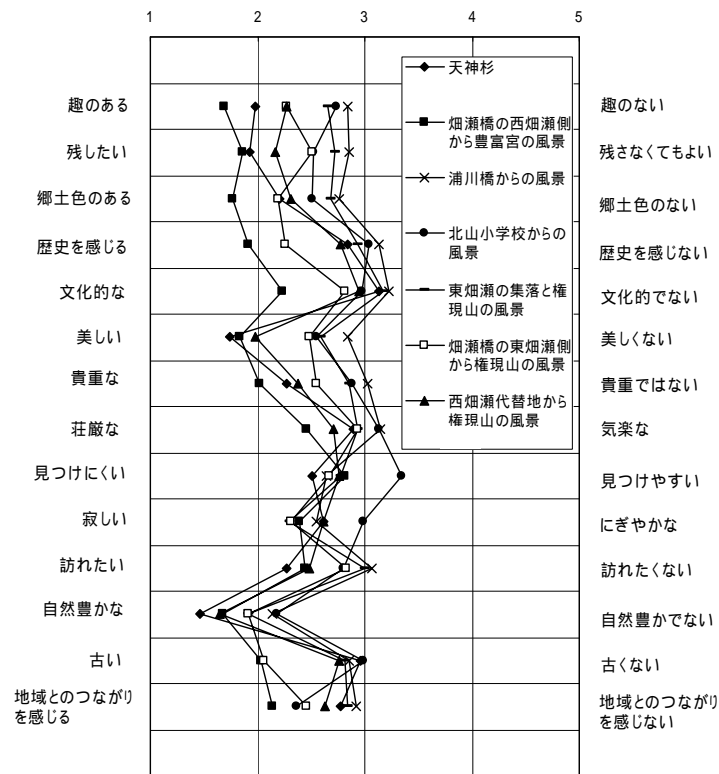 1 2 3 4 5
天神杉
畑瀬橋の西畑瀬側
から豊富宮の風景
浦川橋からの風景
北山小学校からの
風景
東畑瀬の集落と権
現山の風景
畑瀬橋の東畑瀬側
から権現山の風景
西畑瀬代替地から
権現山の風景
趣のある 趣のない
残したい 残さなくてもよい
郷土色のある 郷土色のない
歴史を感じる 歴史を感じない
文化的な 文化的でない
美しい 美しくない
貴重な 貴重ではない
荘厳な 気楽な
見つけにくい 見つけやすい
寂しい にぎやかな
訪れたい 訪れたくない
自然豊かな 自然豊かでない
古い 古くない
地域とのつながり
を感じる
地域とのつながり
を感じない